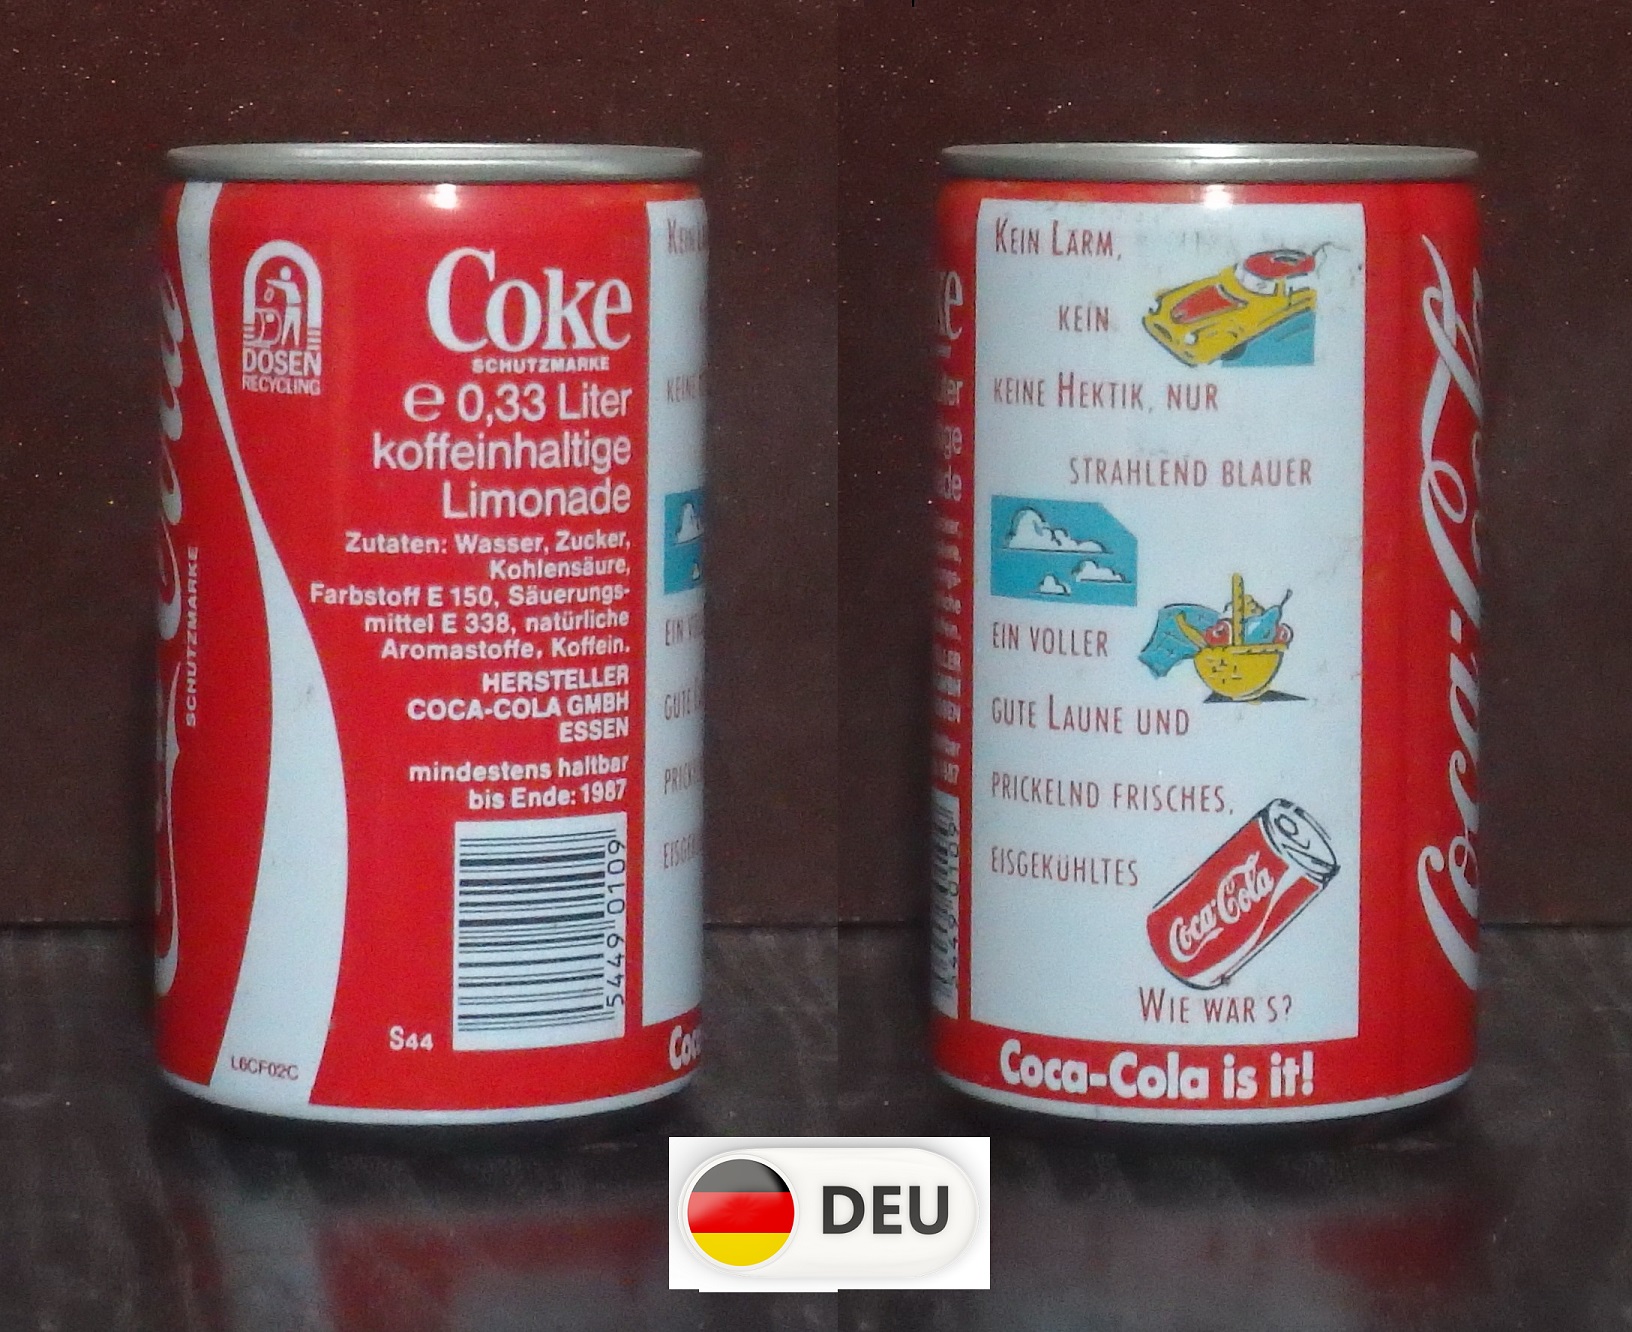 DOSEN
RECYCLING
Coke
SCHUTZMARKE
e 0,33 Liter
koffeinhaltige
Limonade
Zutaten: Wasser, Zucker,
Kohlensäure,
Farbstoff E 150, Säuerungs-
mittel E 338, natürliche
Aromastoffe, Koffein.
HERSTELLER
COCA-COLA GMBH
ESSEN
mindestens haltbar
bis Ende: 1987
5449 0109
S44
L6CF02C
SCHUTZMARKE
KEIN LÄRM,
KEIN
KEINE HEKTIK, NUR
STRAHLEND BLAUER
EIN VOLLER
GUTE LAUNE UND
PRICKELND FRISCHES,
EISGEKÜHLTES
Coca-Cola
WIE WÄR'S?
Coca-Cola is it!
Coca-Cola
DEU